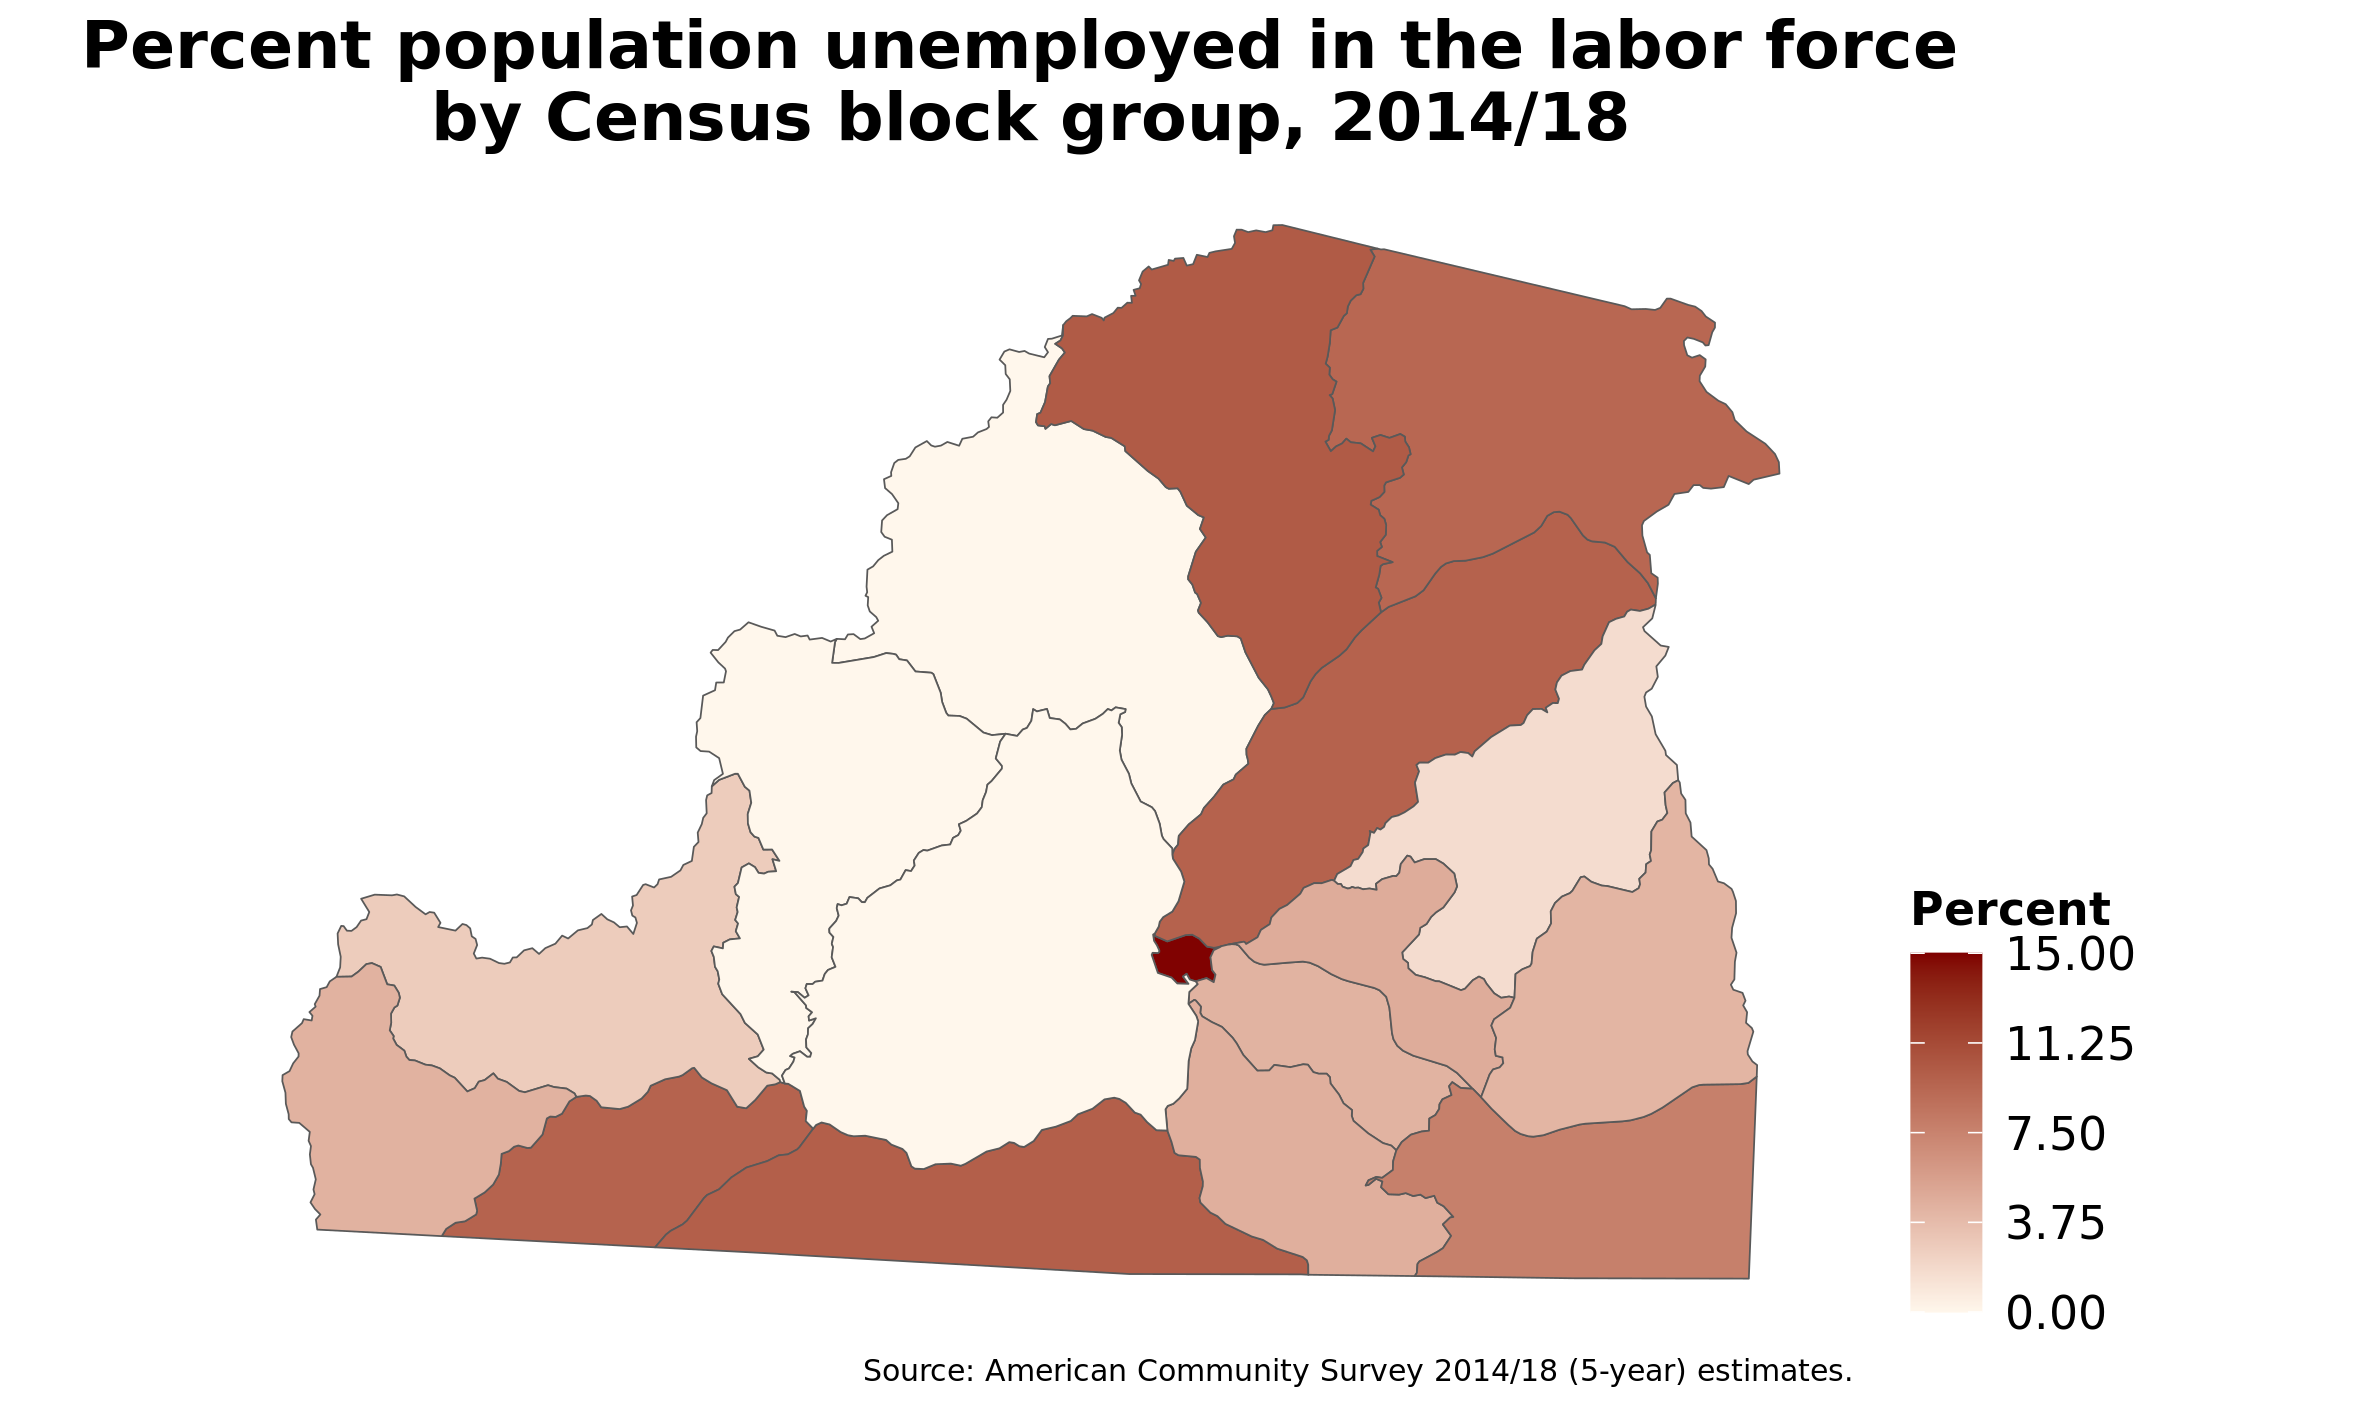 Percent population unemployed in the labor force
by Census block group, 2014/18
Percent
15.00
11.25
7.50
3.75
0.00
Source: American Community Survey 2014/18 (5-year) estimates.